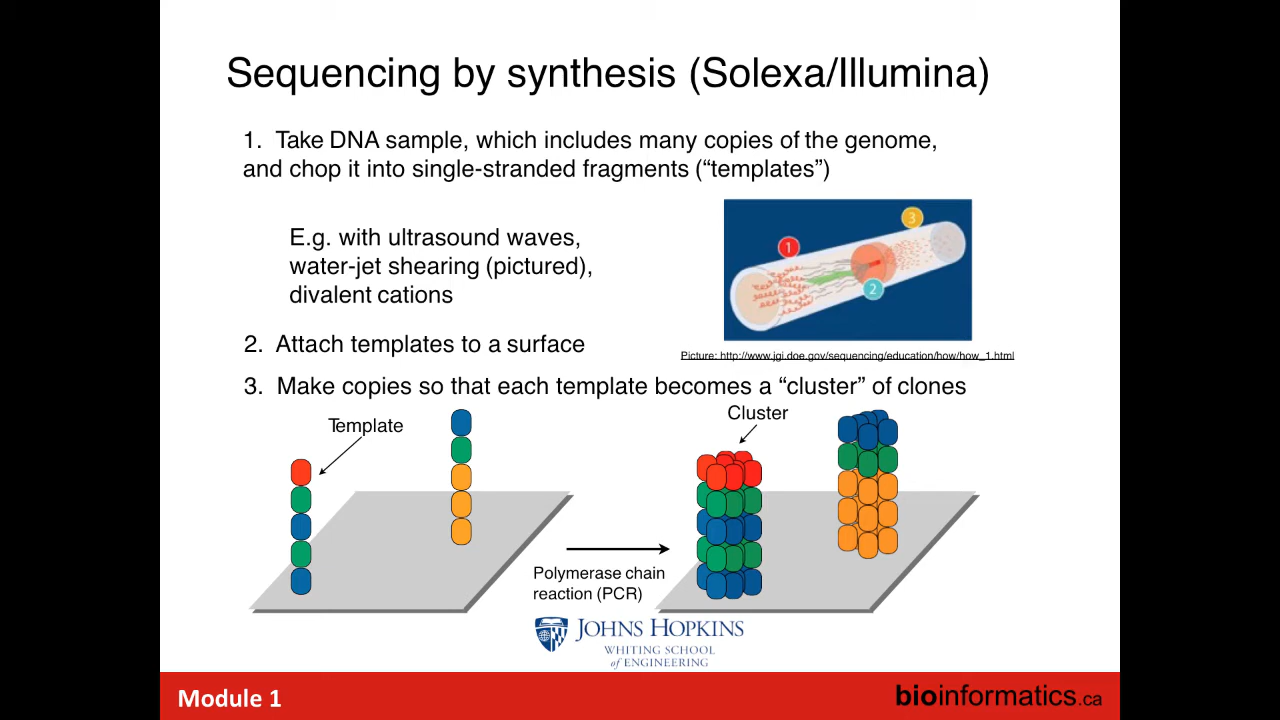 Sequencing by synthesis (Solexa/Illumina)
1. Take DNA sample, which includes many copies of the genome,
and chop it into single-stranded fragments (“templates”)
E.g. with ultrasound waves,
water-jet shearing (pictured),
divalent cations
1
2
3
Picture: http://www.jgi.doe.gov/sequencing/education/how/how_1.html
2. Attach templates to a surface
3. Make copies so that each template becomes a “cluster” of clones
Template
Cluster
Polymerase chain
reaction (PCR)
JOHNS HOPKINS
WHITING SCHOOL
of ENGINEERING
Module 1
bioinformatics.ca